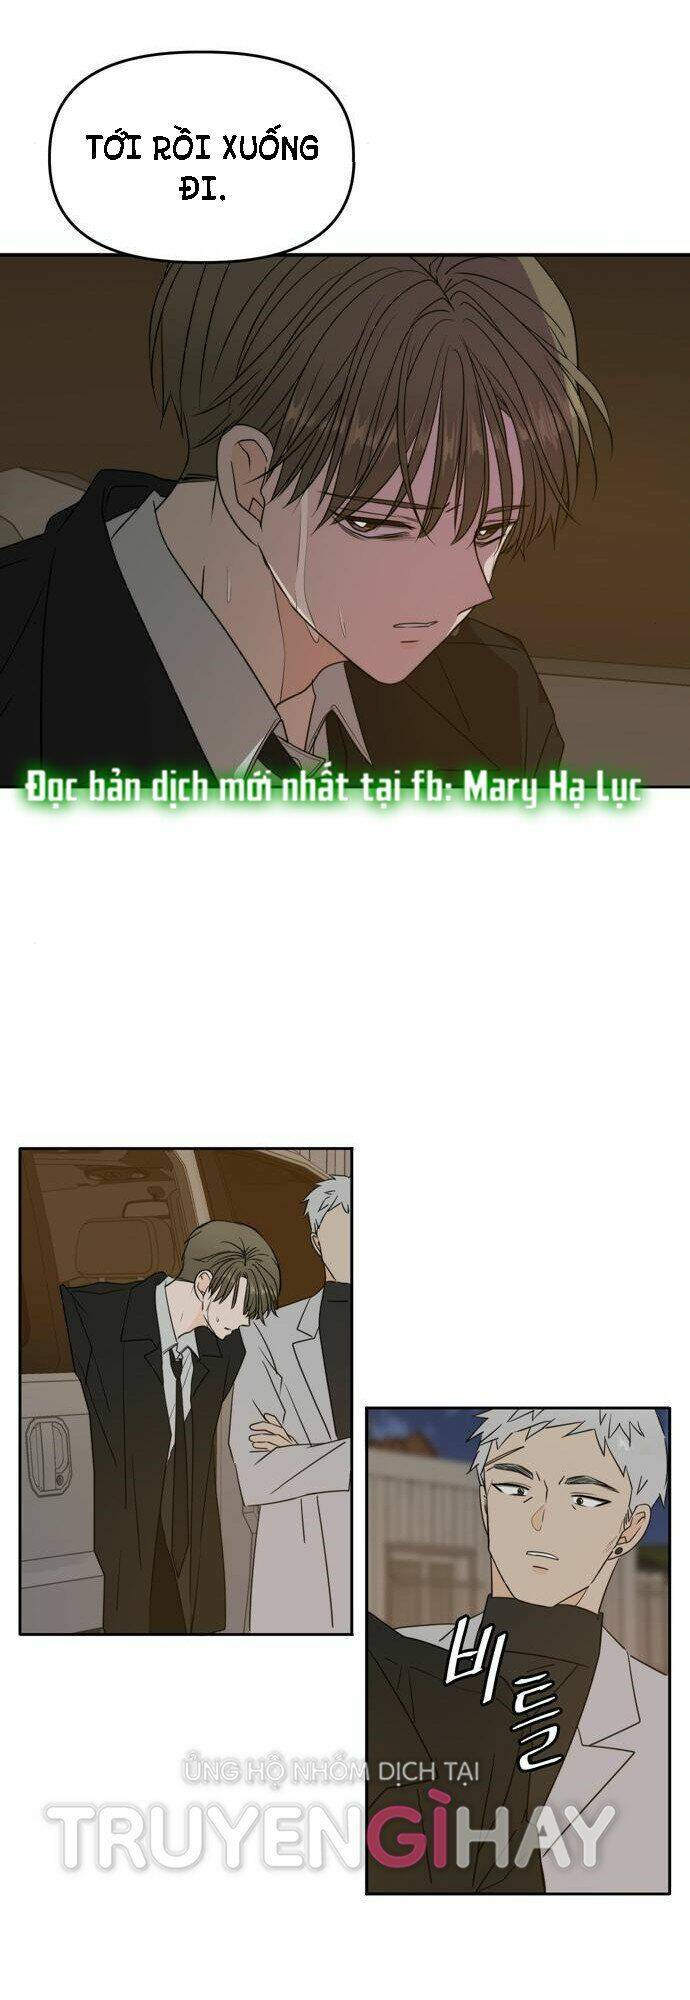 TỚI RỒI XUỐNG
ĐI.
Đọc bản dịch mới nhất tại fb: Mary Hạ Lục
비틀
ỦNG HỘ NHÓM DỊCH TẠI
TRUYENGIHAY